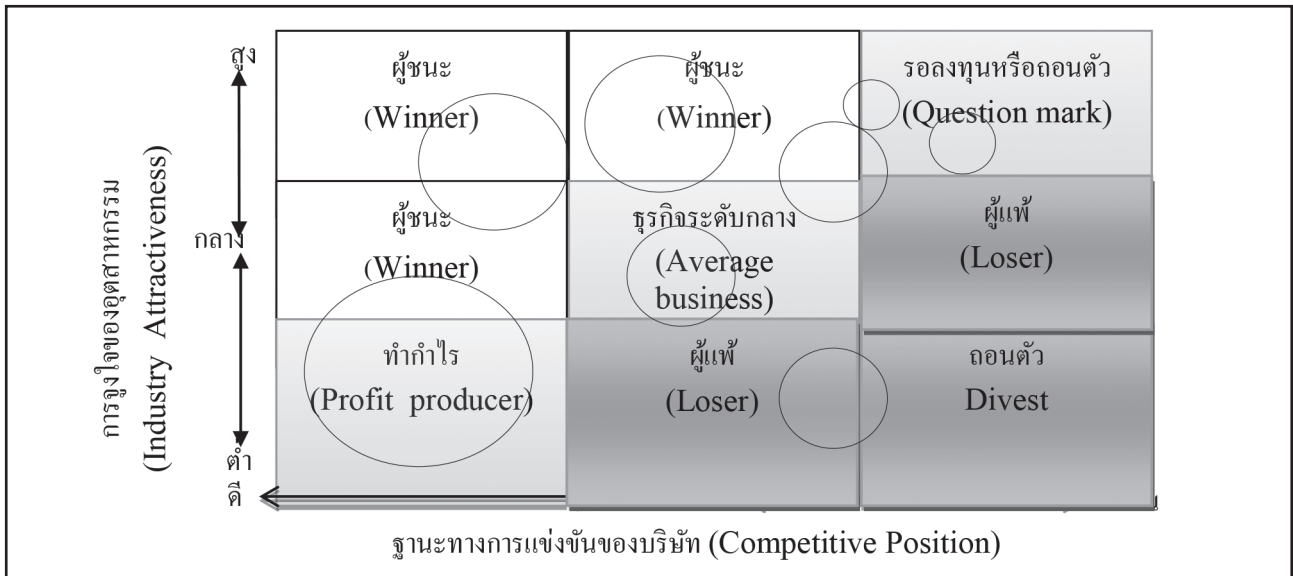 สูง
ผู้ชนะ
(Winner)
ผู้ชนะ
(Winner)
รอลงทุนหรือถอนตัว
(Question mark)
การจูงใจของอุตสาหกรรม
(Industry Attractiveness)
กลาง
ผู้ชนะ
(Winner)
ธุรกิจระดับกลาง
(Average
business)
ผู้แพ้
(Loser)
ทำกำไร
(Profit producer)
ผู้แพ้
(Loser)
ถอนตัว
Divest
ต่ำ
ดี
ฐานะทางการแข่งขันของบริษัท (Competitive Position)